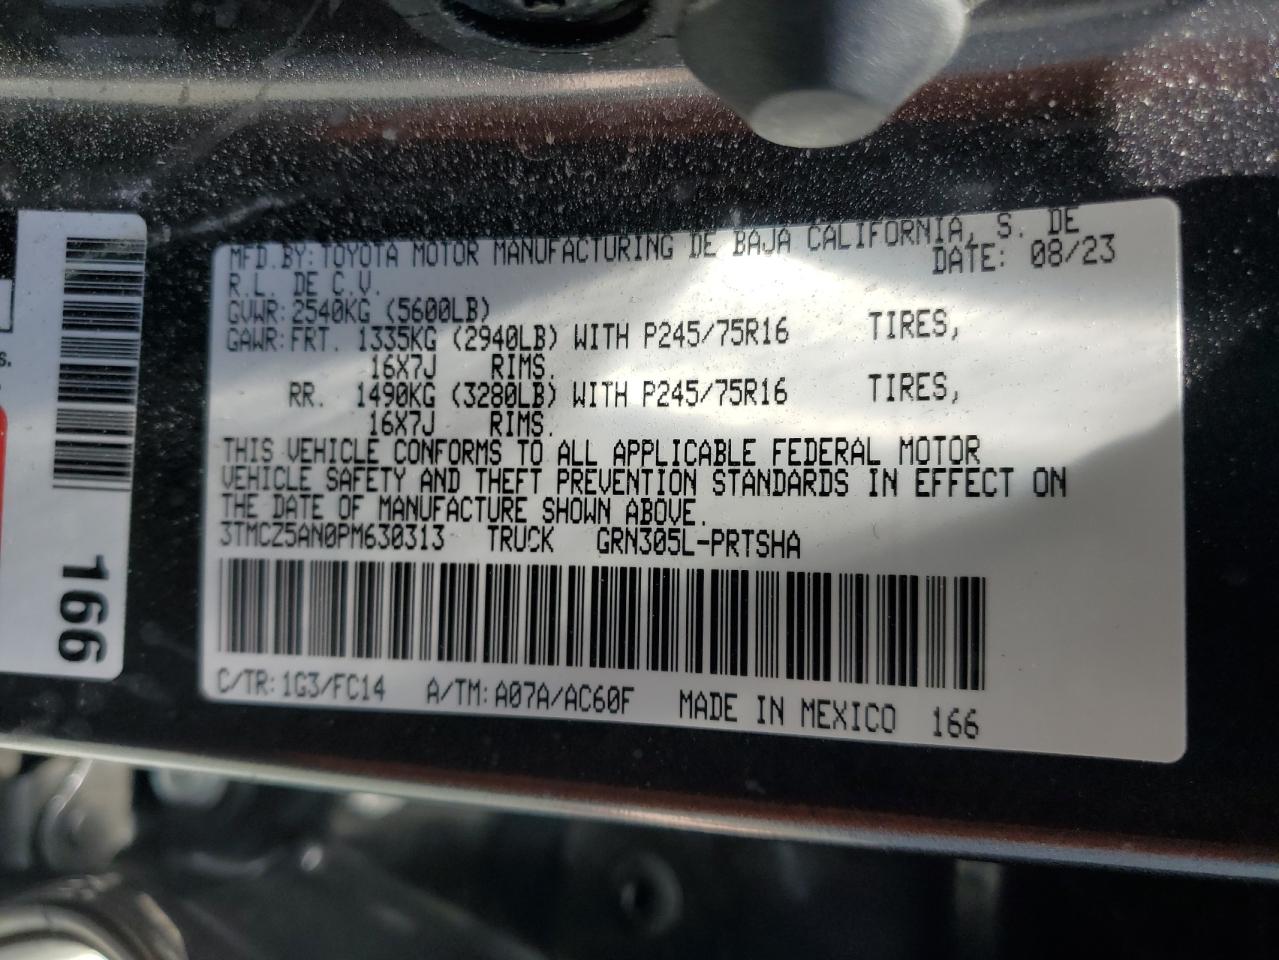 MFD.BY:TOYOTA MOTOR MANUFACTURING DE BAJA CALIFORNIA, S. DE
R.L. DE C.V. DATE: 08/23
GVWR:2540KG (5600LB)
GAWR:FRT. 1335KG (2940LB) WITH P245/75R16 TIRES,
16X7J RIMS.
RR. 1490KG (3280LB) WITH P245/75R16 TIRES,
16X7J RIMS.
THIS VEHICLE CONFORMS TO ALL APPLICABLE FEDERAL MOTOR
VEHICLE SAFETY AND THEFT PREVENTION STANDARDS IN EFFECT ON
THE DATE OF MANUFACTURE SHOWN ABOVE.
3TMCZ5AN0PM630313 TRUCK GRN305L-PRTSHA
C/TR:1G3/FC14 A/TM:A07A/AC60F MADE IN MEXICO 166
166